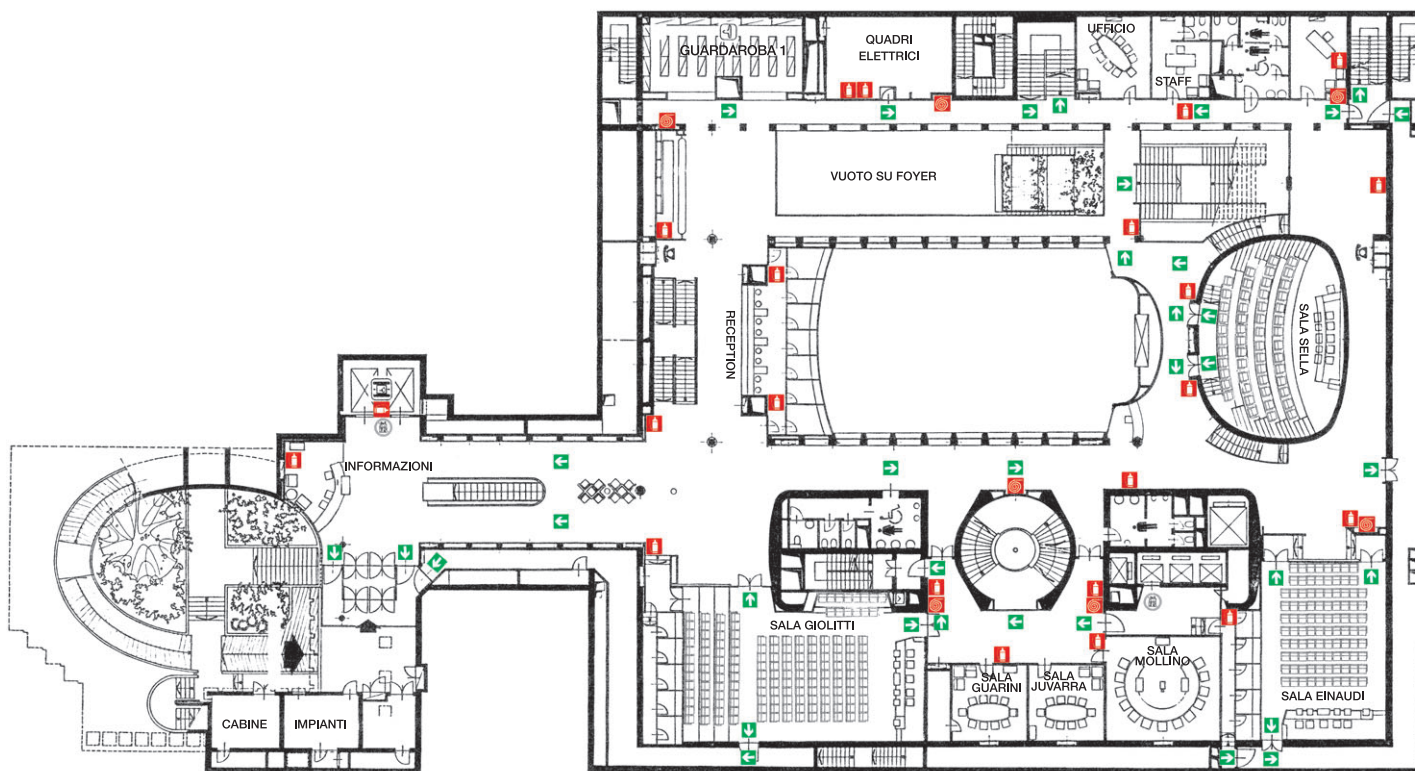 GUARDAROBA 1
QUADRI
ELETTRICI
UFFICIO
STAFF
VUOTO SU FOYER
RECEPTION
SALA SELLA
INFORMAZIONI
SALA GIOLITTI
SALA
GUARINI
SALA
JUVARRA
SALA
MOLLINO
SALA EINAUDI
CABINE
IMPIANTI